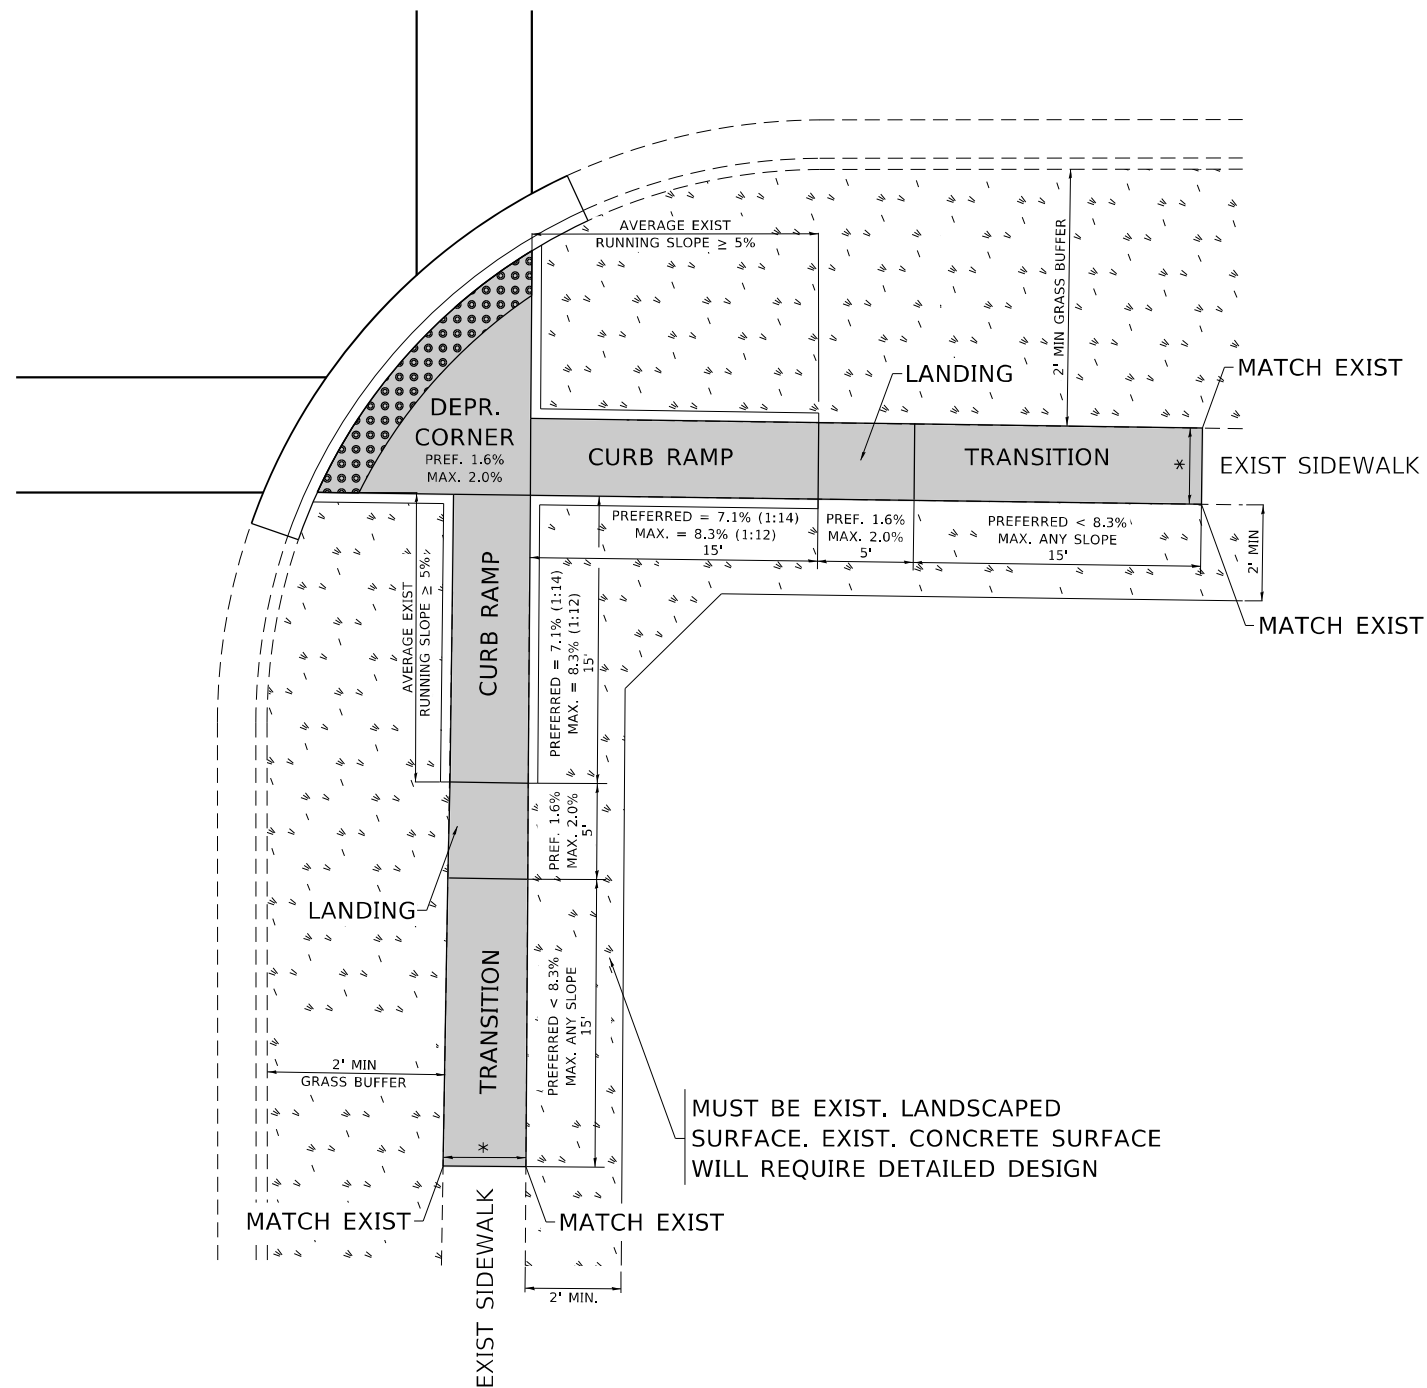 AVERAGE EXIST
RUNNING SLOPE ≥ 5%
2' MIN GRASS BUFFER
LANDING
MATCH EXIST
DEPR.
CORNER
PREF. 1.6%
MAX. 2.0%
CURB RAMP
TRANSITION
*
EXIST SIDEWALK
PREFERRED = 7.1% (1:14)
MAX. = 8.3% (1:12)
15'
PREF. 1.6%
MAX. 2.0%
5'
PREFERRED < 8.3%
MAX. ANY SLOPE
15'
2' MIN
MATCH EXIST
AVERAGE EXIST
RUNNING SLOPE ≥ 5%
CURB RAMP
PREFERRED = 7.1% (1:14)
MAX. = 8.3% (1:12)
15'
PREF. 1.6%
MAX. 2.0%
5'
LANDING
TRANSITION
PREFERRED < 8.3%
MAX. ANY SLOPE
15'
2' MIN
GRASS BUFFER
*
MUST BE EXIST. LANDSCAPED
SURFACE. EXIST. CONCRETE SURFACE
WILL REQUIRE DETAILED DESIGN
MATCH EXIST
MATCH EXIST
EXIST SIDEWALK
2' MIN.